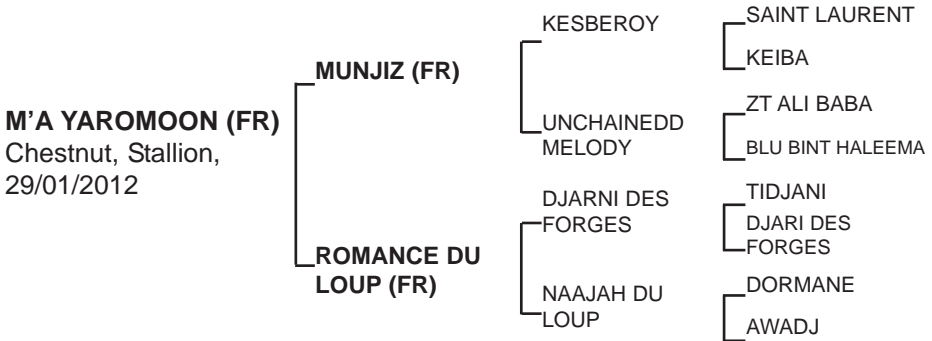 M'A YAROMOON (FR)
Chestnut, Stallion,
29/01/2012
MUNJIZ (FR)
ROMANCE DU
LOUP (FR)
KESBEROY
UNCHAINEDD
MELODY
DJARNI DES
FORGES
NAAJAH DU
LOUP
SAINT LAURENT
KEIBA
ZT ALI BABA
BLU BINT HALEEMA
TIDJANI
DJARI DES
FORGES
DORMANE
AWADJ